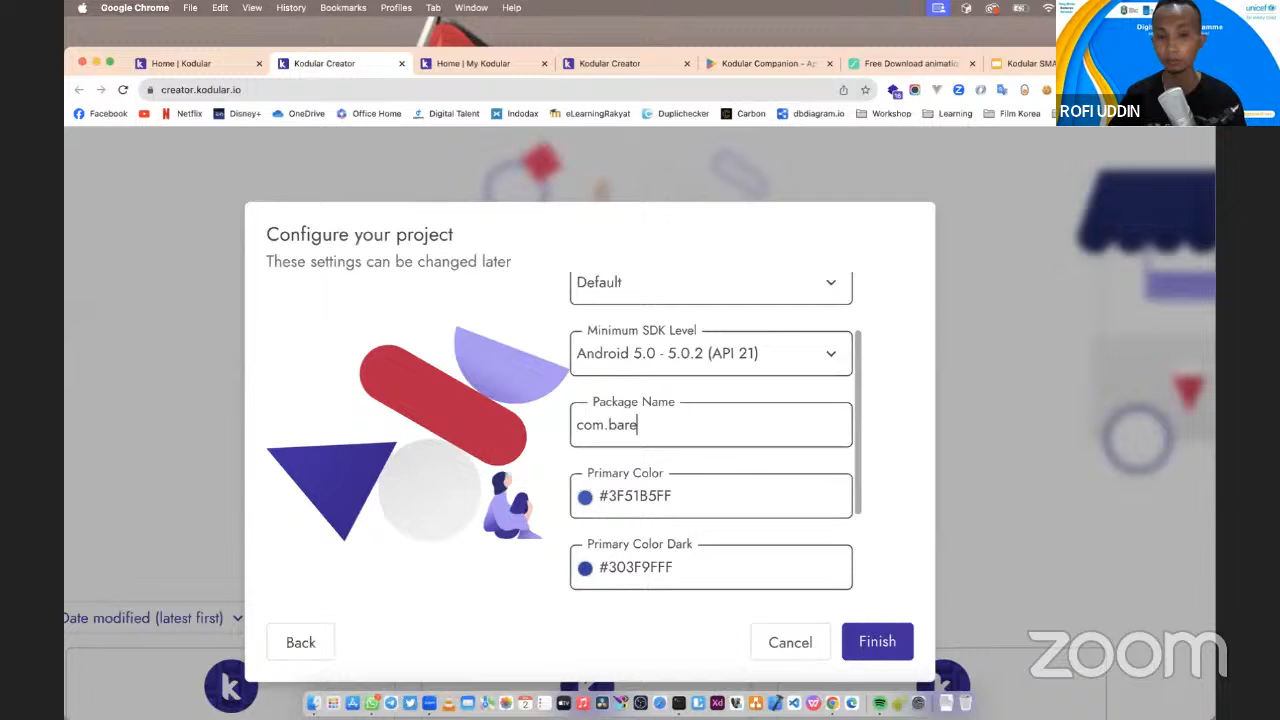 Google Chrome File Edit View History Bookmarks Profiles Tab Window Help
Home | Kodular
Kodular Creator
Home | My Kodular
Kodular Creator
Kodular Companion - Ap
Free Download animatio
Kodular SMA
creator.kodular.io
Facebook
Netflix
Disney+
OneDrive
Office Home
Digital Talent
Indodax
eLearningRakyat
Duplichecker
Carbon
dbdiagram.io
Workshop
Learning
Film Korea
unicef
ROFI UDDIN
Configure your project
These settings can be changed later
Default
Minimum SDK Level
Android 5.0 - 5.0.2 (API 21)
Package Name
com.bare
Primary Color
#3F51B5FF
Primary Color Dark
#303F9FFF
Date modified (latest first)
Back
Cancel
Finish
zoom